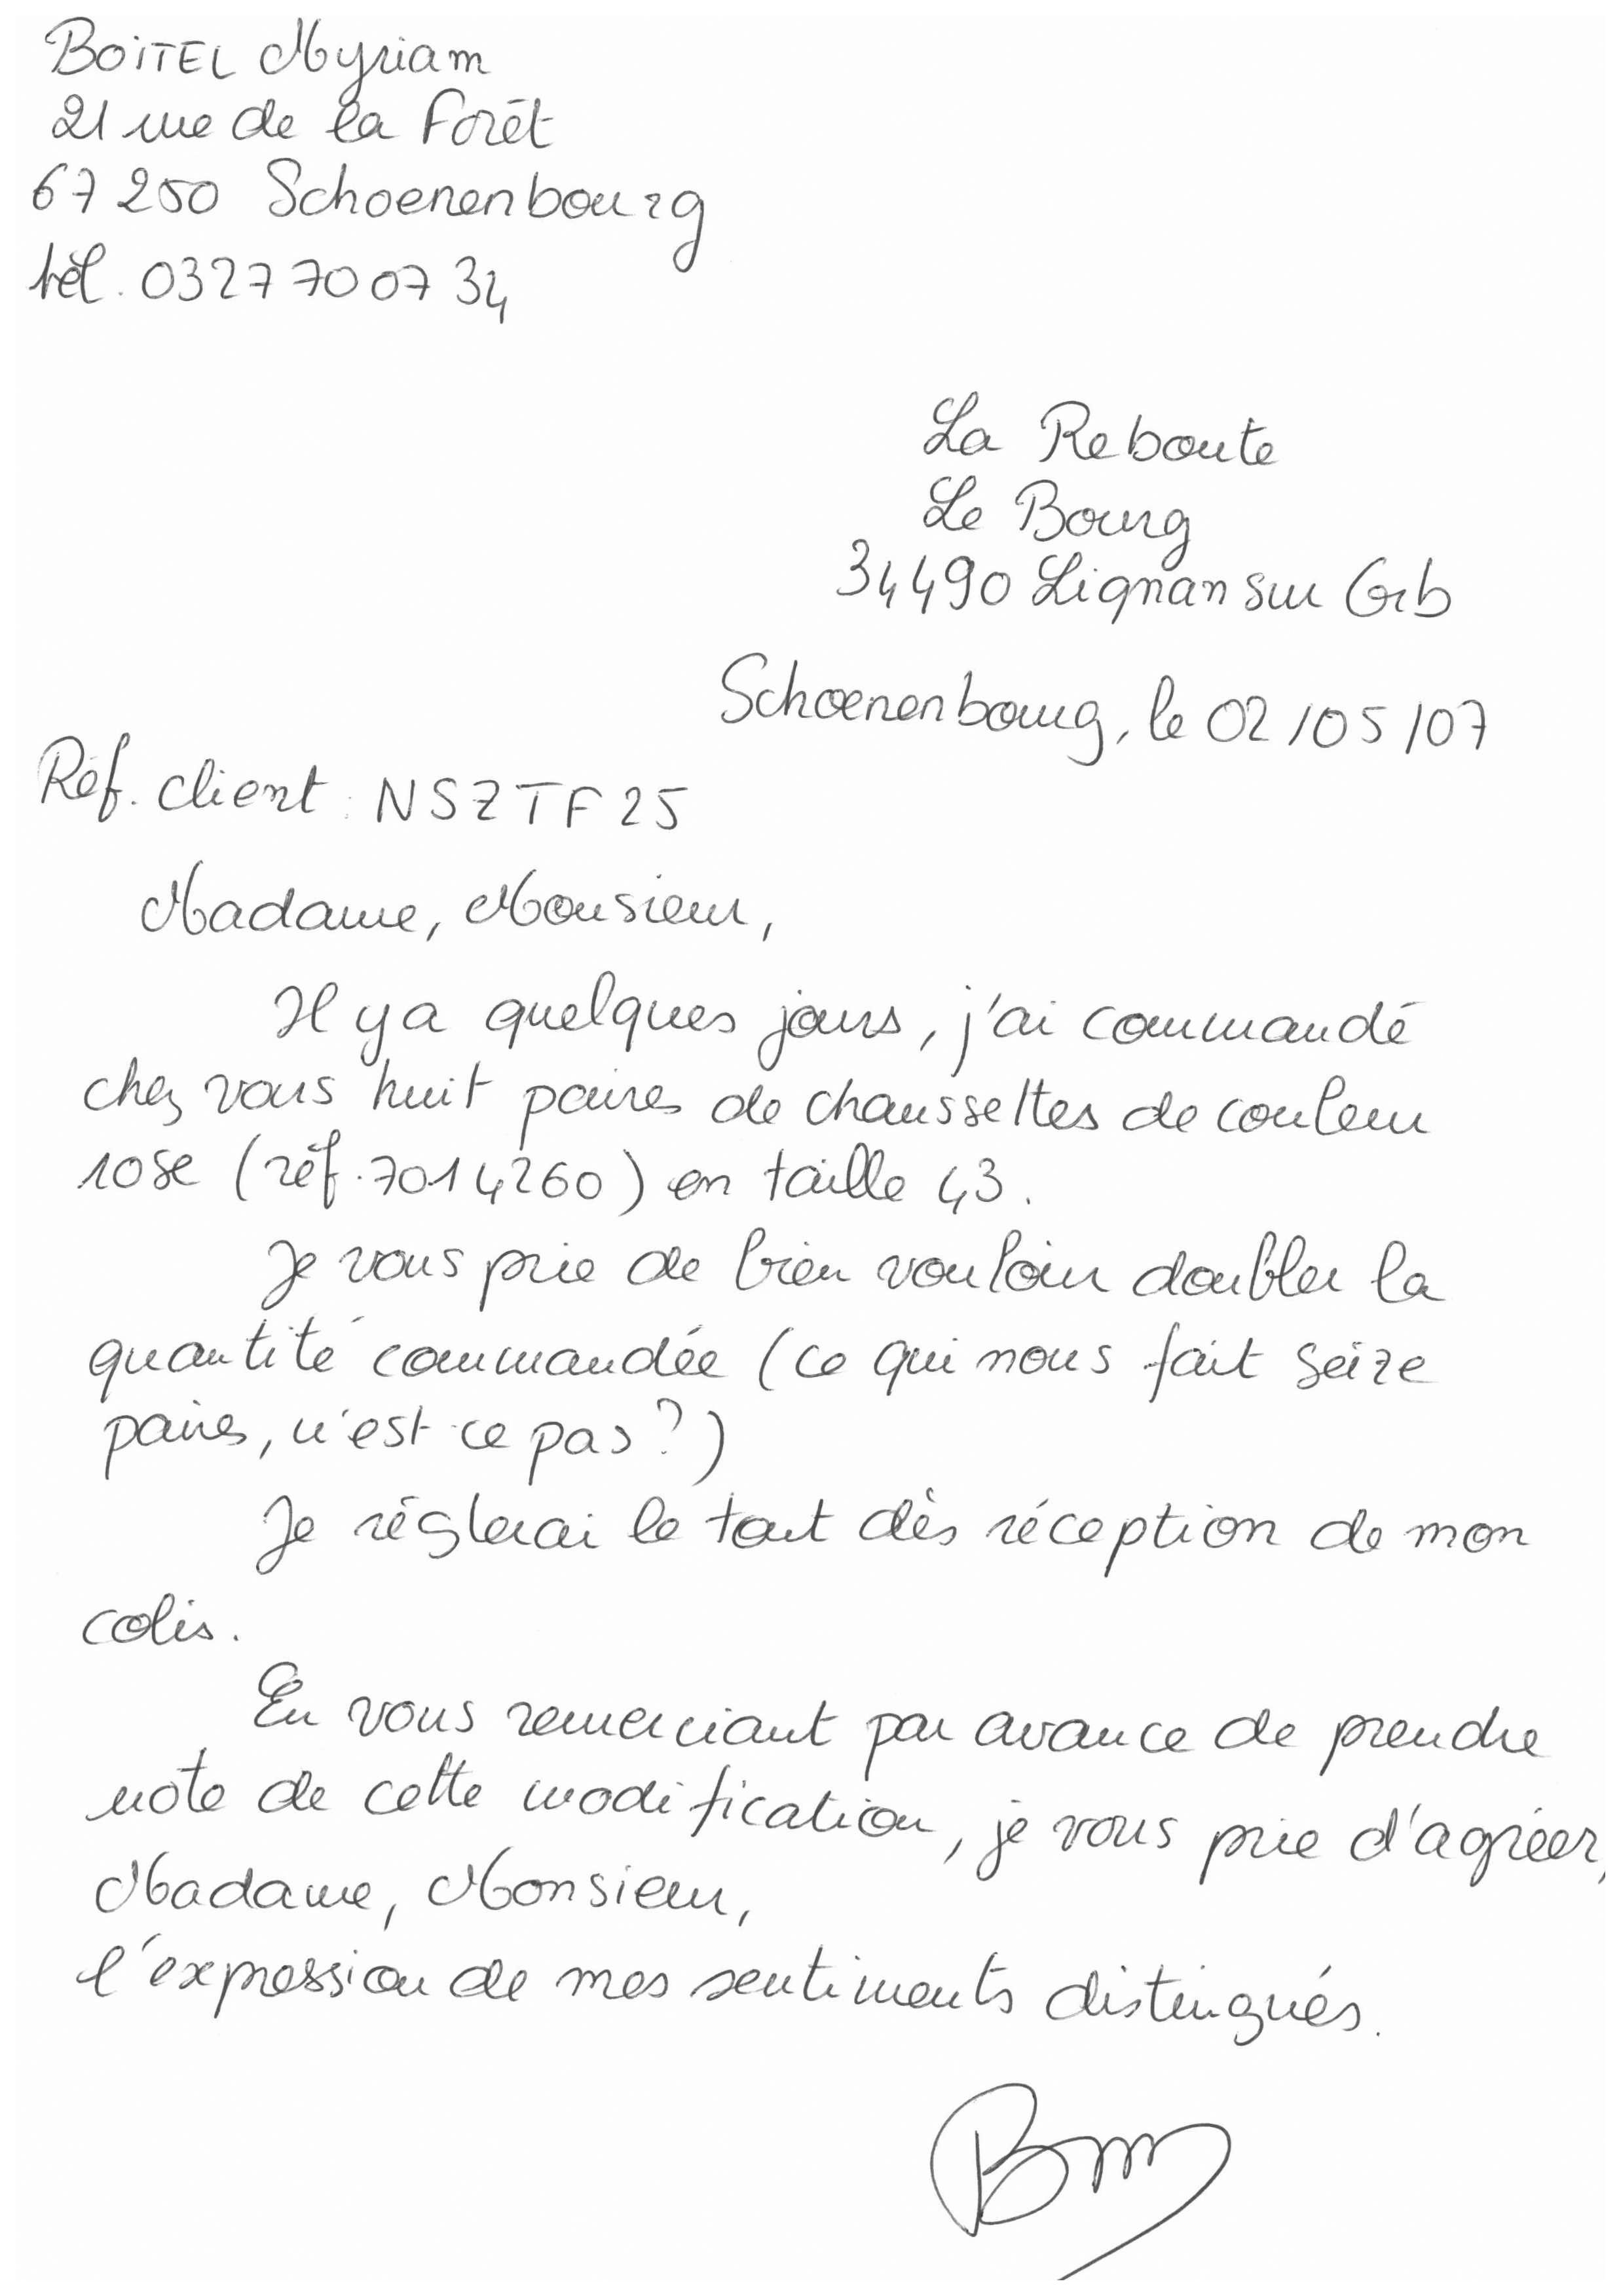 BOITEL Myriam
21 rue de la Forêt
67 250 Schoenenbourg
tél. 03 27 70 07 34
La Reboute
Le Bourg
34490 Lignan sur Orb
Schoenenbourg, le 02/05/07
Réf. client : NSZTF25
Madame, Monsieur,
Il y a quelques jours, j'ai commandé
chez vous huit paires de chaussettes de couleur
rose (réf. 7014260) en taille 43.
Je vous prie de bien vouloir doubler la
quantité commandée (ce qui nous fait seize
paires, n'est-ce pas ?)
Je réglerai le tout dès réception de mon
colis.
En vous remerciant par avance de prendre
note de cette modification, je vous prie d'agréer,
Madame, Monsieur,
l'expression de mes sentiments distingués.
Bm